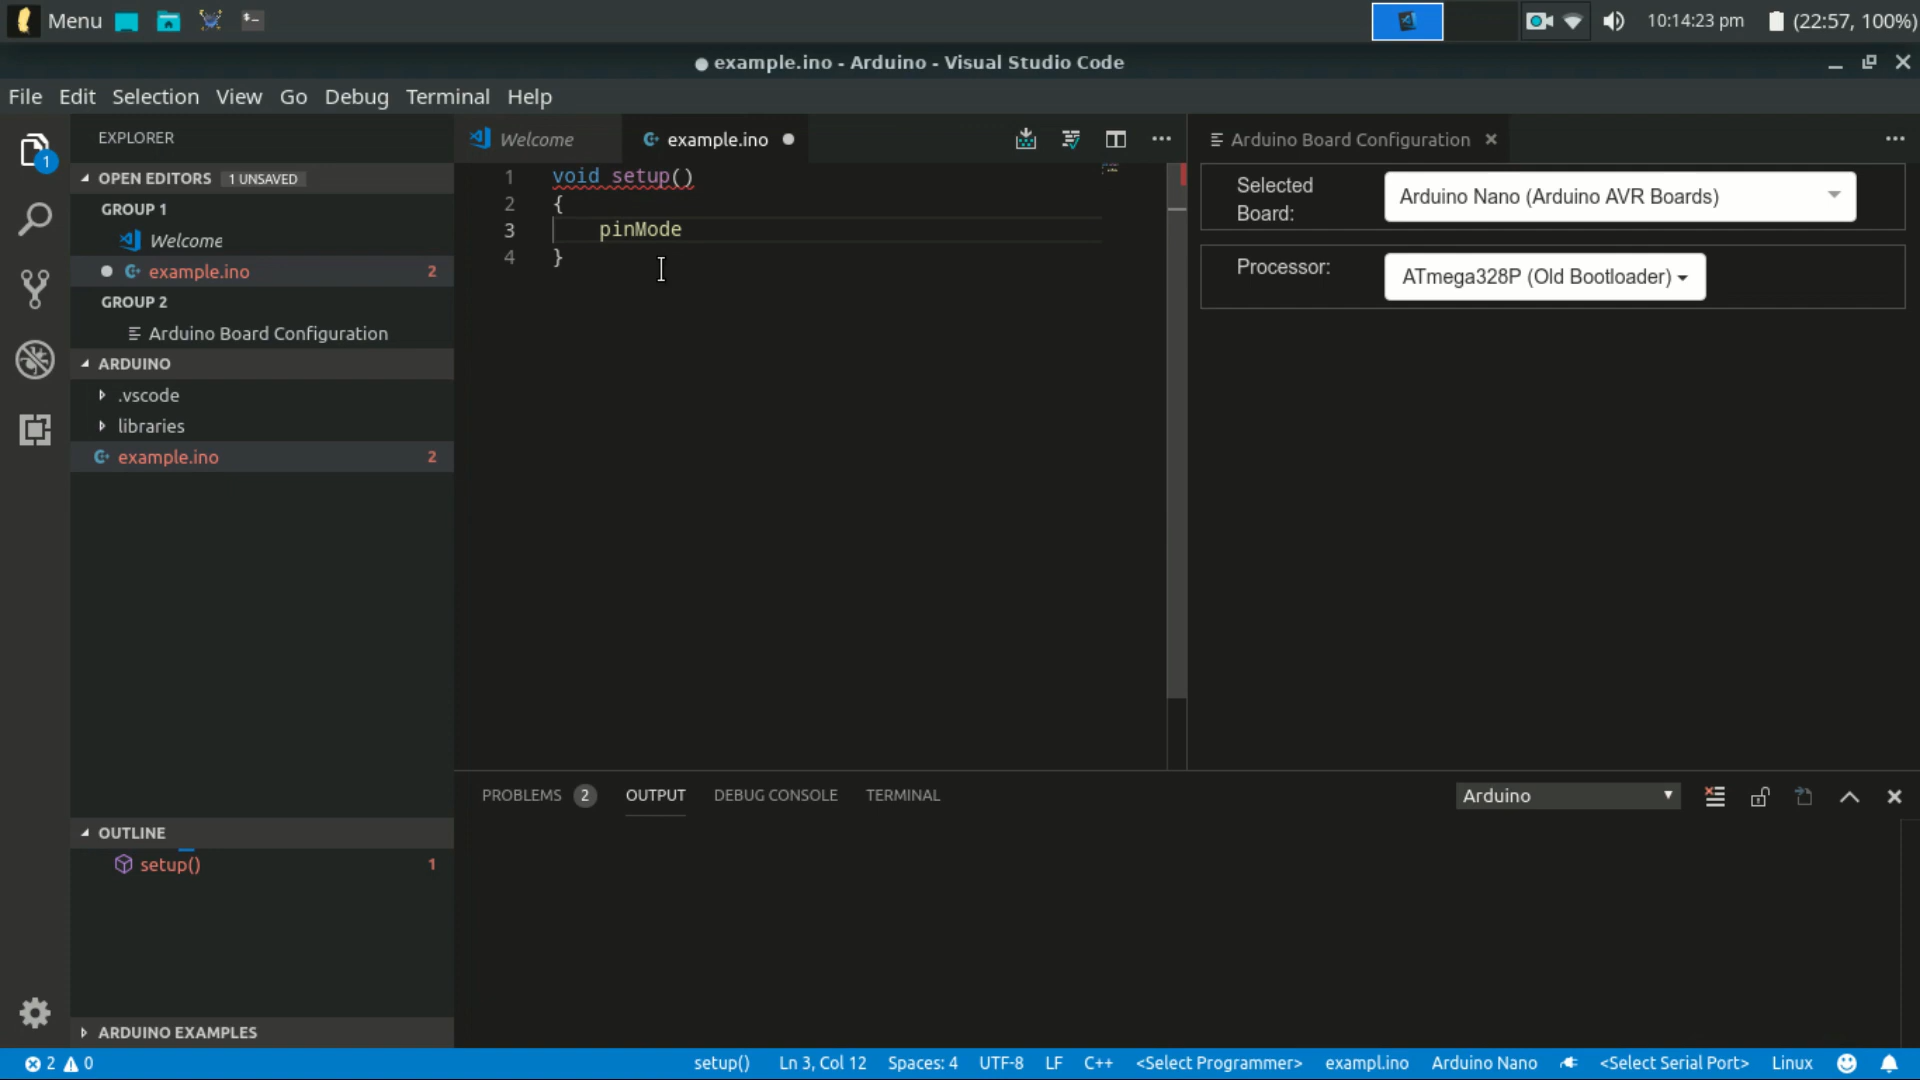 Menu
10:14:23 pm
(22:57, 100%)
● example.ino - Arduino - Visual Studio Code
File Edit Selection View Go Debug Terminal Help
1
EXPLORER
OPEN EDITORS 1 UNSAVED
GROUP 1
Welcome
example.ino 2
GROUP 2
Arduino Board Configuration
ARDUINO
.vscode
libraries
example.ino 2
OUTLINE
setup() 1
ARDUINO EXAMPLES
Welcome
example.ino
1 void setup()
2 {
3 pinMode
4 }
Arduino Board Configuration
Selected
Board:
Arduino Nano (Arduino AVR Boards)
Processor:
ATmega328P (Old Bootloader)
PROBLEMS 2 OUTPUT DEBUG CONSOLE TERMINAL
Arduino
2 0
setup() Ln 3, Col 12 Spaces: 4 UTF-8 LF C++ <Select Programmer> exampl.ino Arduino Nano <Select Serial Port> Linux